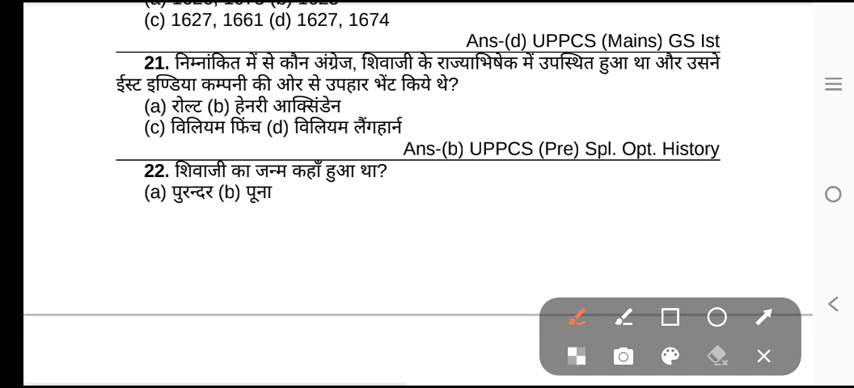 (c) 1627, 1661 (d) 1627, 1674
Ans-(d) UPPCS (Mains) GS Ist
21. निम्नांकित में से कौन अंग्रेज, शिवाजी के राज्याभिषेक में उपस्थित हुआ था और उसने
ईस्ट इण्डिया कम्पनी की ओर से उपहार भेंट किये थे?
(a) रोल्ट (b) हेनरी आक्सिंडेन
(c) विलियम फिंच (d) विलियम लैंगहार्न
Ans-(b) UPPCS (Pre) Spl. Opt. History
22. शिवाजी का जन्म कहाँ हुआ था?
(a) पुरन्दर (b) पूना